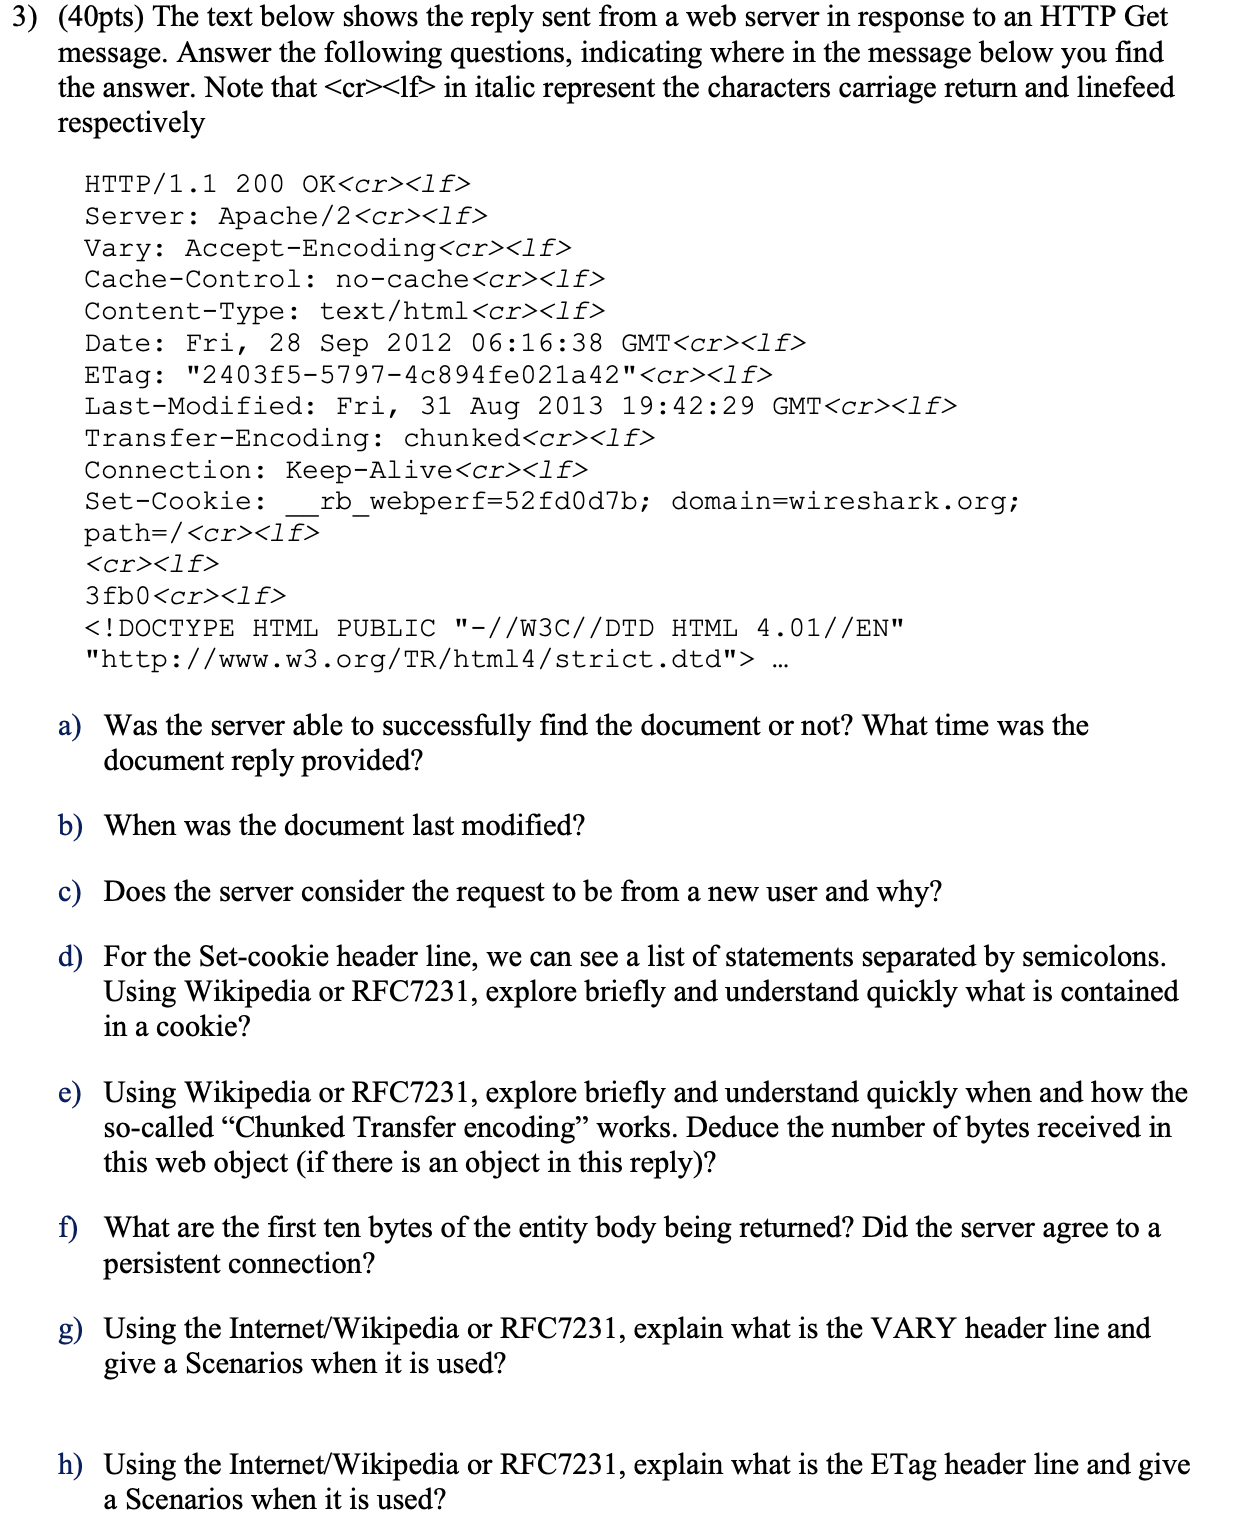 3) (40pts) The text below shows the reply sent from a web server in response to an HTTP Get
message. Answer the following questions, indicating where in the message below you find
the answer. Note that <cr><lf> in italic represent the characters carriage return and linefeed
respectively
HTTP/1.1 200 OK<cr><lf>
Server: Apache/2<cr><lf>
Vary: Accept-Encoding<cr><lf>
Cache-Control: no-cache<cr><lf>
Content-Type: text/html<cr><lf>
Date: Fri, 28 Sep 2012 06:16:38 GMT<cr><lf>
ETag: "2403f5-5797-4c894fe021a42"<cr><lf>
Last-Modified: Fri, 31 Aug 2013 19:42:29 GMT<cr><lf>
Transfer-Encoding: chunked<cr><lf>
Connection: Keep-Alive<cr><lf>
Set-Cookie: __rb_webperf=52fd0d7b; domain=wireshark.org;
path=/<cr><lf>
<cr><lf>
3fb0<cr><lf>
<!DOCTYPE HTML PUBLIC "-//W3C//DTD HTML 4.01//EN"
"http://www.w3.org/TR/html4/strict.dtd"> …
a) Was the server able to successfully find the document or not? What time was the
document reply provided?
b) When was the document last modified?
c) Does the server consider the request to be from a new user and why?
d) For the Set-cookie header line, we can see a list of statements separated by semicolons.
Using Wikipedia or RFC7231, explore briefly and understand quickly what is contained
in a cookie?
e) Using Wikipedia or RFC7231, explore briefly and understand quickly when and how the
so-called “Chunked Transfer encoding” works. Deduce the number of bytes received in
this web object (if there is an object in this reply)?
f) What are the first ten bytes of the entity body being returned? Did the server agree to a
persistent connection?
g) Using the Internet/Wikipedia or RFC7231, explain what is the VARY header line and
give a Scenarios when it is used?
h) Using the Internet/Wikipedia or RFC7231, explain what is the ETag header line and give
a Scenarios when it is used?